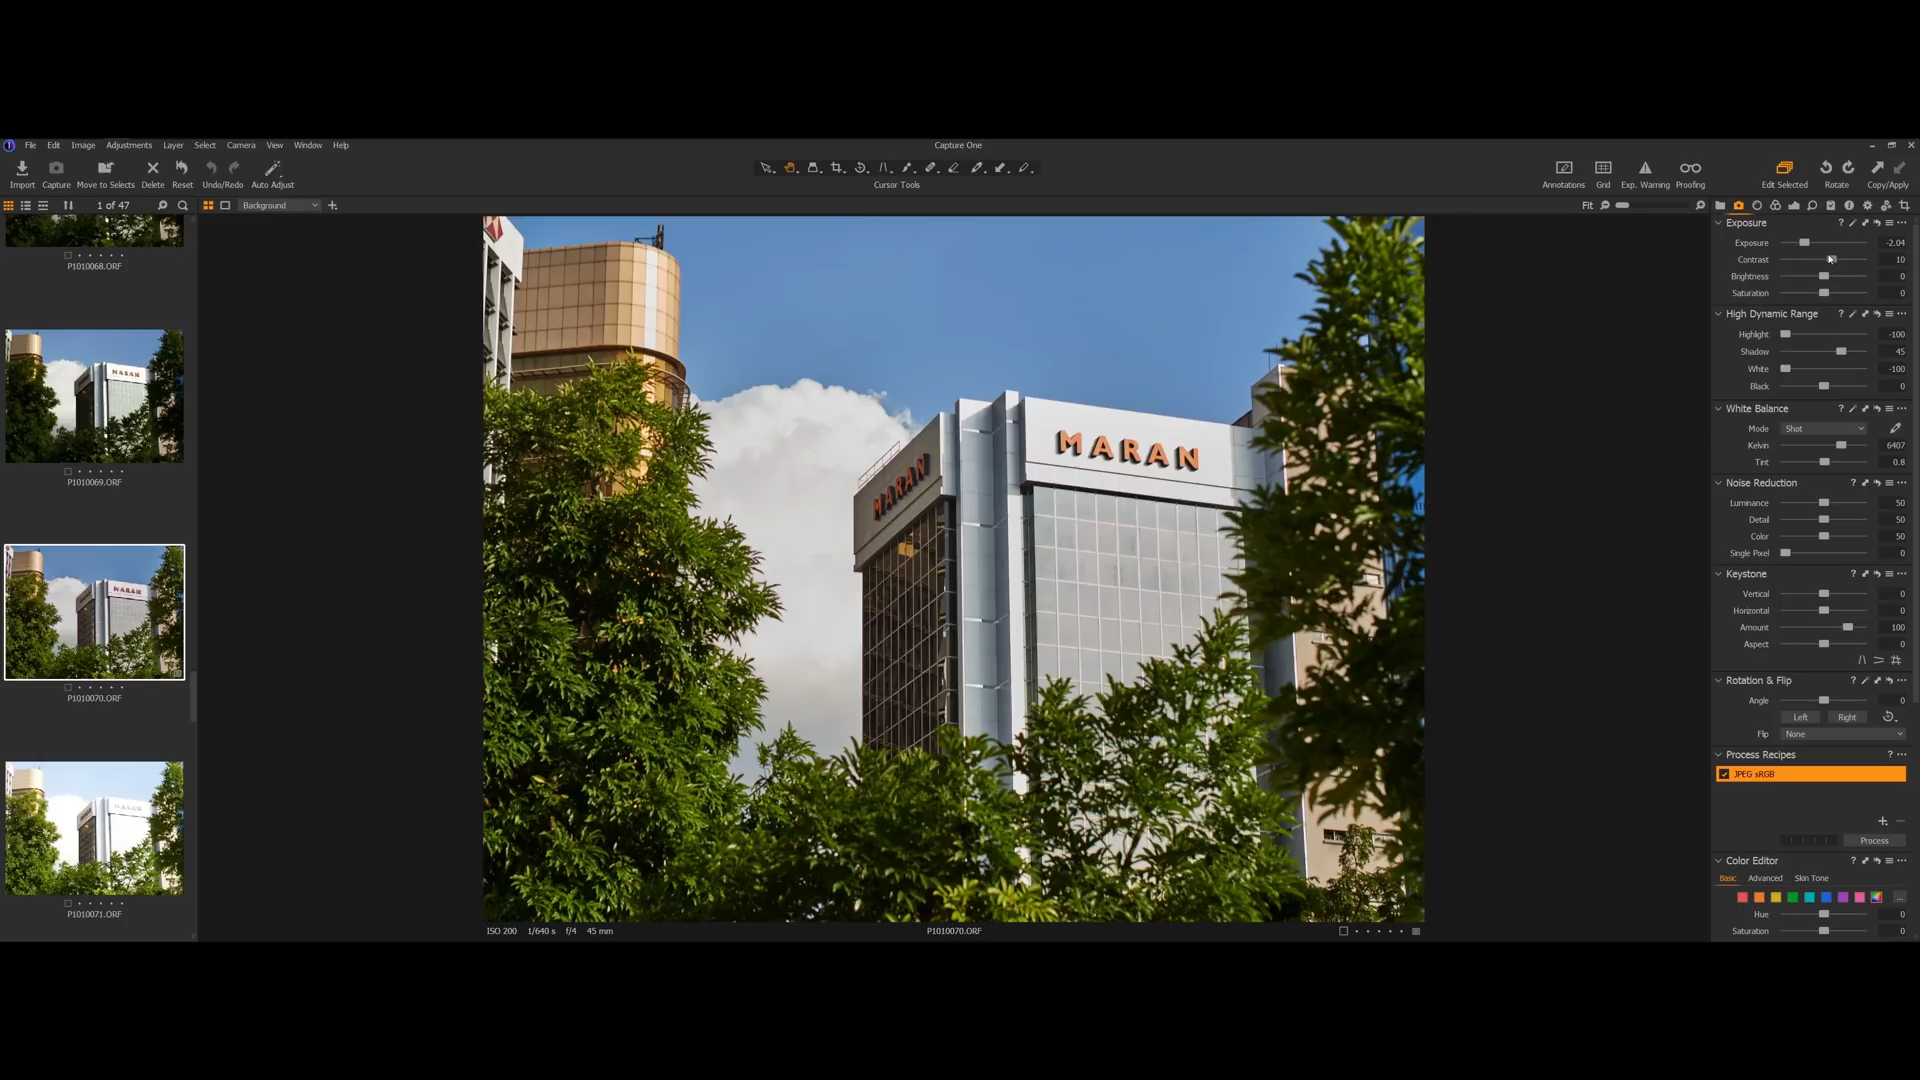 File Edit Image Adjustments Layer Select Camera View Window Help
Capture One
Import Capture Move to Selects Delete Reset Undo/Redo Auto Adjust
Cursor Tools
Annotations Grid Exp. Warning Proofing Edit Selected Rotate Copy/Apply
1 of 47
Background
Fit
P1010068.ORF
MARAN
P1010069.ORF
MARAN
P1010070.ORF
MARAN
P1010071.ORF
MARAN
MARAN
ISO 200 1/640 s f/4 45 mm
P1010070.ORF
Exposure
Exposure -2.04
Contrast 10
Brightness 0
Saturation 0
High Dynamic Range
Highlight -100
Shadow 45
White -100
Black 0
White Balance
Mode Shot
Kelvin 6407
Tint 0.8
Noise Reduction
Luminance 50
Detail 50
Color 50
Single Pixel 0
Keystone
Vertical 0
Horizontal 0
Amount 100
Aspect 0
Rotation & Flip
Angle 0
Left Right
Flip None
Process Recipes
JPEG sRGB
Process
Color Editor
Basic Advanced Skin Tone
Hue 0
Saturation 0